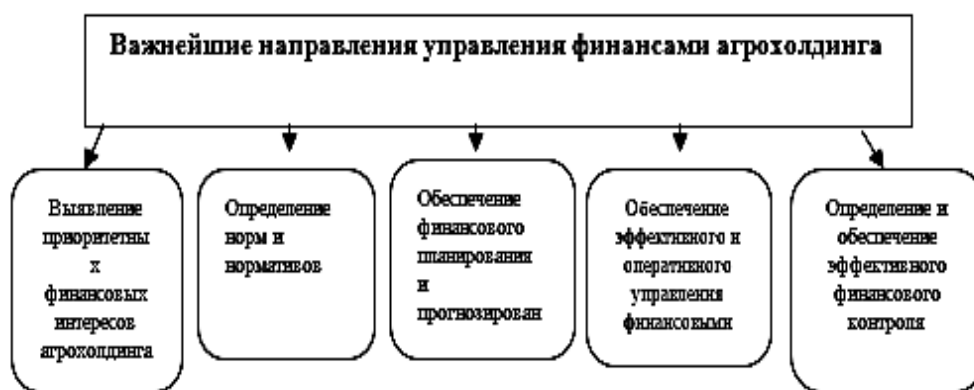 Важнейшие направления управления финансами агрохолдинга
Выявление
приоритетны
х
финансовых
интересов
агрохолдинга
Определение
норм и
нормативов
Обеспечение
финансового
планирования
и
прогнозирован
Обеспечение
эффективного и
оперативного
управления
финансовыми
Определение и
обеспечение
эффективного
финансового
контроля